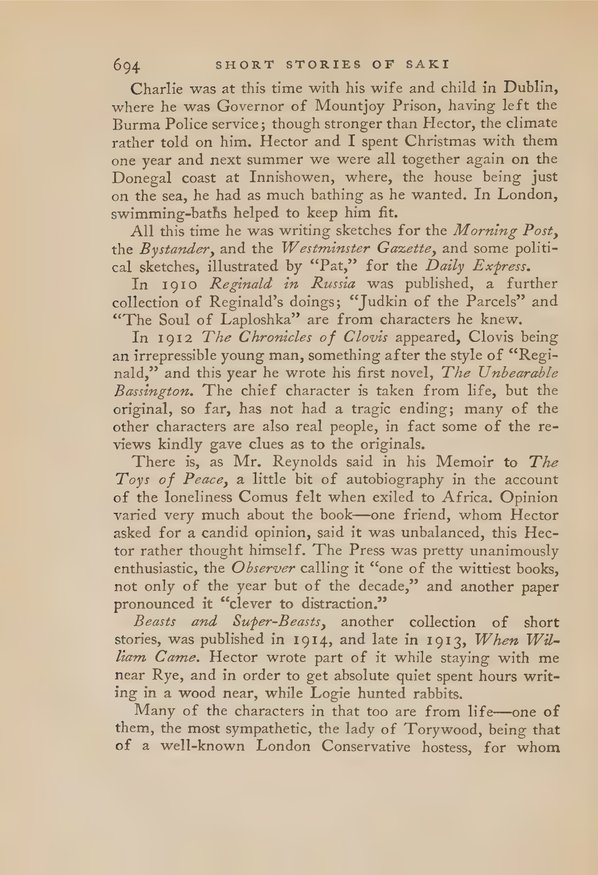 694 SHORT STORIES OF SAKI
Charlie was at this time with his wife and child in Dublin,
where he was Governor of Mountjoy Prison, having left the
Burma Police service; though stronger than Hector, the climate
rather told on him. Hector and I spent Christmas with them
one year and next summer we were all together again on the
Donegal coast at Innishowen, where, the house being just
on the sea, he had as much bathing as he wanted. In London,
swimming-baths helped to keep him fit.
All this time he was writing sketches for the Morning Post,
the Bystander, and the Westminster Gazette, and some politi-
cal sketches, illustrated by “Pat,” for the Daily Express.
In 1910 Reginald in Russia was published, a further
collection of Reginald’s doings; “Judkin of the Parcels” and
“The Soul of Laploshka” are from characters he knew.
In 1912 The Chronicles of Clovis appeared, Clovis being
an irrepressible young man, something after the style of “Regi-
nald,” and this year he wrote his first novel, The Unbearable
Bassington. The chief character is taken from life, but the
original, so far, has not had a tragic ending; many of the
other characters are also real people, in fact some of the re-
views kindly gave clues as to the originals.
There is, as Mr. Reynolds said in his Memoir to The
Toys of Peace, a little bit of autobiography in the account
of the loneliness Comus felt when exiled to Africa. Opinion
varied very much about the book—one friend, whom Hector
asked for a candid opinion, said it was unbalanced, this Hec-
tor rather thought himself. The Press was pretty unanimously
enthusiastic, the Observer calling it “one of the wittiest books,
not only of the year but of the decade,” and another paper
pronounced it “clever to distraction.”
Beasts and Super-Beasts, another collection of short
stories, was published in 1914, and late in 1913, When Wil-
liam Came. Hector wrote part of it while staying with me
near Rye, and in order to get absolute quiet spent hours writ-
ing in a wood near, while Logie hunted rabbits.
Many of the characters in that too are from life—one of
them, the most sympathetic, the lady of Torywood, being that
of a well-known London Conservative hostess, for whom